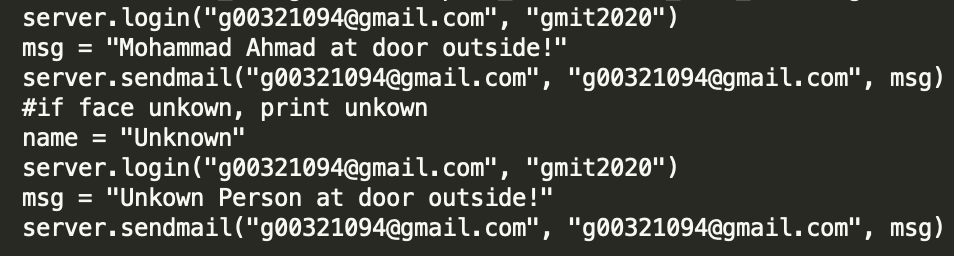 server.login("g00321094@gmail.com", "gmit2020")
msg = "Mohammad Ahmad at door outside!"
server.sendmail("g00321094@gmail.com", "g00321094@gmail.com", msg)
#if face unkown, print unkown
name = "Unknown"
server.login("g00321094@gmail.com", "gmit2020")
msg = "Unkown Person at door outside!"
server.sendmail("g00321094@gmail.com", "g00321094@gmail.com", msg)